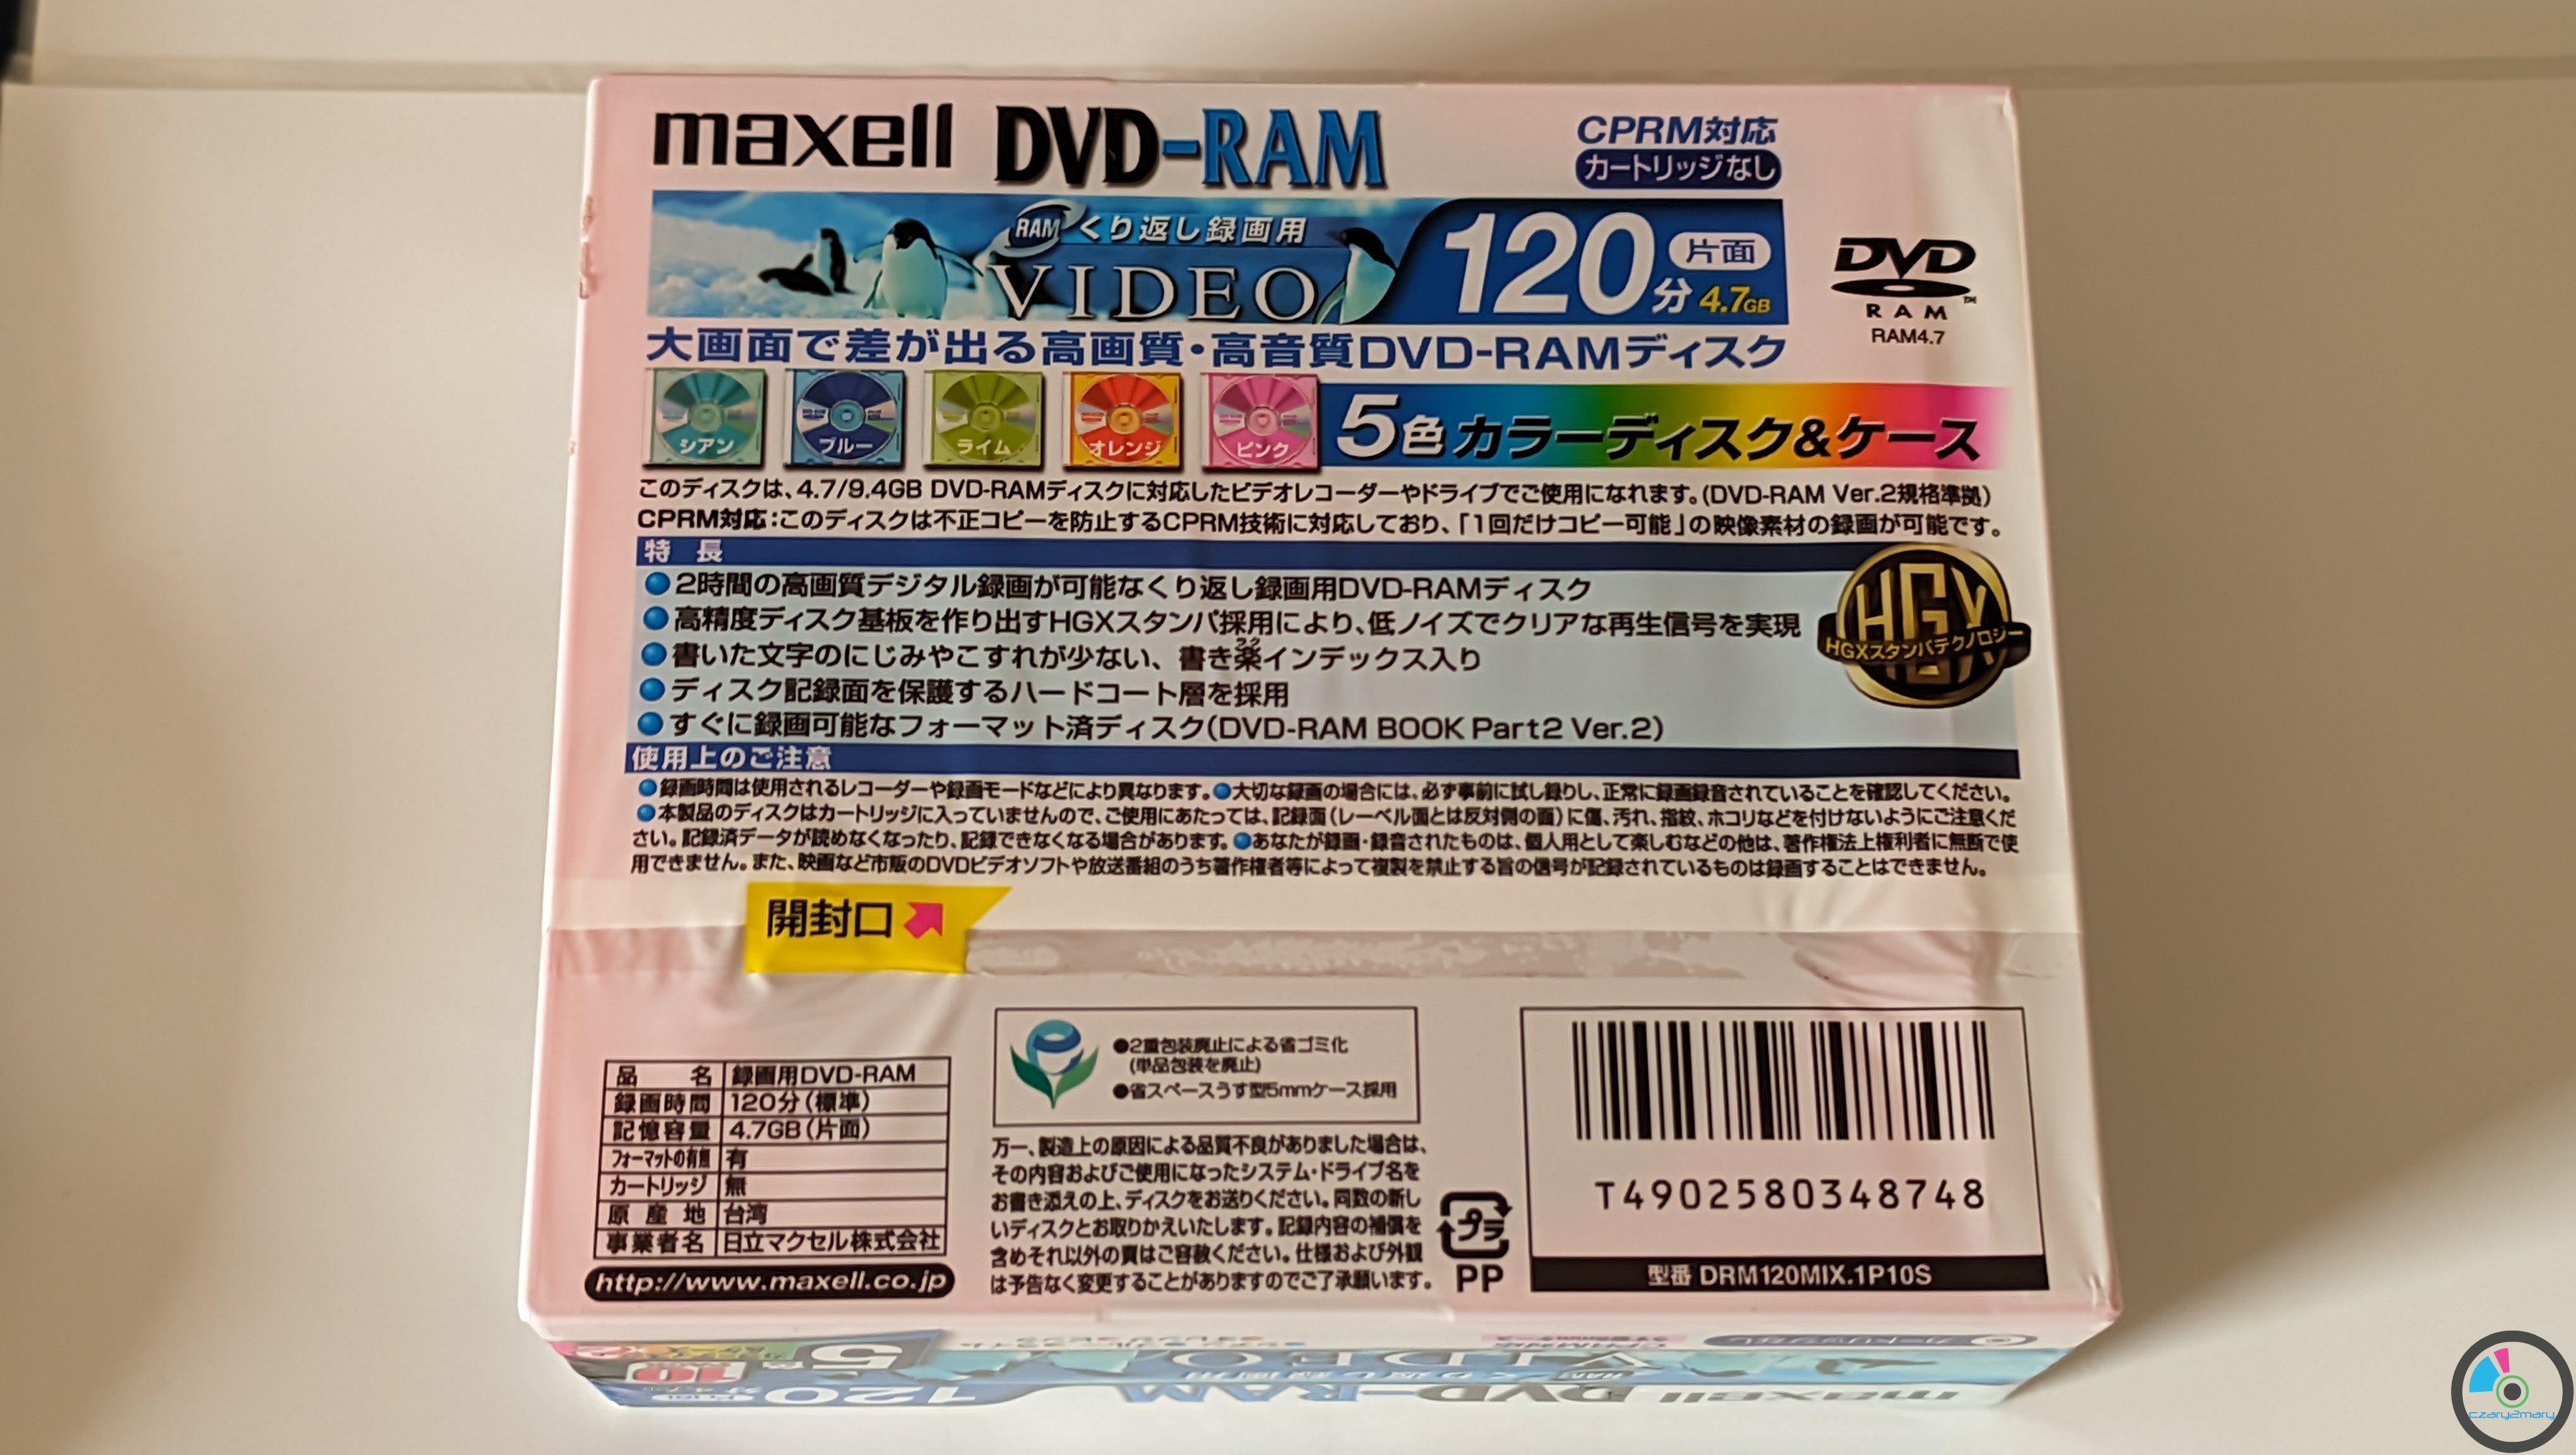 maxell DVD-RAM
CPRM対応
カートリッジなし
RAM くり返し録画用
VIDEO
120分 片面 4.7GB
DVD
RAM
RAM4.7
大画面で差が出る高画質・高音質DVD-RAMディスク
シアン ブルー ライム オレンジ ピンク
5色カラーディスク&ケース
このディスクは、4.7/9.4GB DVD-RAMディスクに対応したビデオレコーダーやドライブでご使用になれます。(DVD-RAM Ver.2規格準拠)
CPRM対応:このディスクは不正コピーを防止するCPRM技術に対応しており、「1回だけコピー可能」の映像素材の録画が可能です。
特 長
●2時間の高画質デジタル録画が可能なくり返し録画用DVD-RAMディスク
●高精度ディスク基板を作り出すHGXスタンパ採用により、低ノイズでクリアな再生信号を実現
●書いた文字のにじみやこすれが少ない、書き楽インデックス入り
●ディスク記録面を保護するハードコート層を採用
●すぐに録画可能なフォーマット済ディスク(DVD-RAM BOOK Part2 Ver.2)
HGX
HGXスタンパテクノロジー
使用上のご注意
●録画時間は使用されるレコーダーや録画モードなどにより異なります。●大切な録画の場合には、必ず事前に試し録りし、正常に録画録音されていることを確認してください。
●本製品のディスクはカートリッジに入っていませんので、ご使用にあたっては、記録面(レーベル面とは反対側の面)に傷、汚れ、指紋、ホコリなどを付けないようにご注意くだ
さい。記録済データが読めなくなったり、記録できなくなる場合があります。●あなたが録画・録音されたものは、個人用として楽しむなどの他は、著作権法上権利者に無断で使
用できません。また、映画など市販のDVDビデオソフトや放送番組のうち著作権者等によって複製を禁止する旨の信号が記録されているものは録画することはできません。
開封口
品 名 録画用DVD-RAM
録画時間 120分(標準)
記憶容量 4.7GB(片面)
フォーマットの有無 有
カートリッジ 無
原産地 台湾
事業者名 日立マクセル株式会社
http://www.maxell.co.jp
●2重包装廃止による省ゴミ化
(単品包装を廃止)
●省スペースうす型5mmケース採用
万一、製造上の原因による品質不良がありました場合は、
その内容およびご使用になったシステム・ドライブ名を
お書き添えの上、ディスクをお送りください。同数の新し
いディスクとお取りかえいたします。記録内容の補償を
含めそれ以外の責はご容赦ください。仕様および外観
は予告なく変更することがありますのでご了承願います。
プラ
PP
T4902580348748
型番 DRM120MIX.1P10S
maxell DVD-RAM 120分
VIDEO
czary2mary